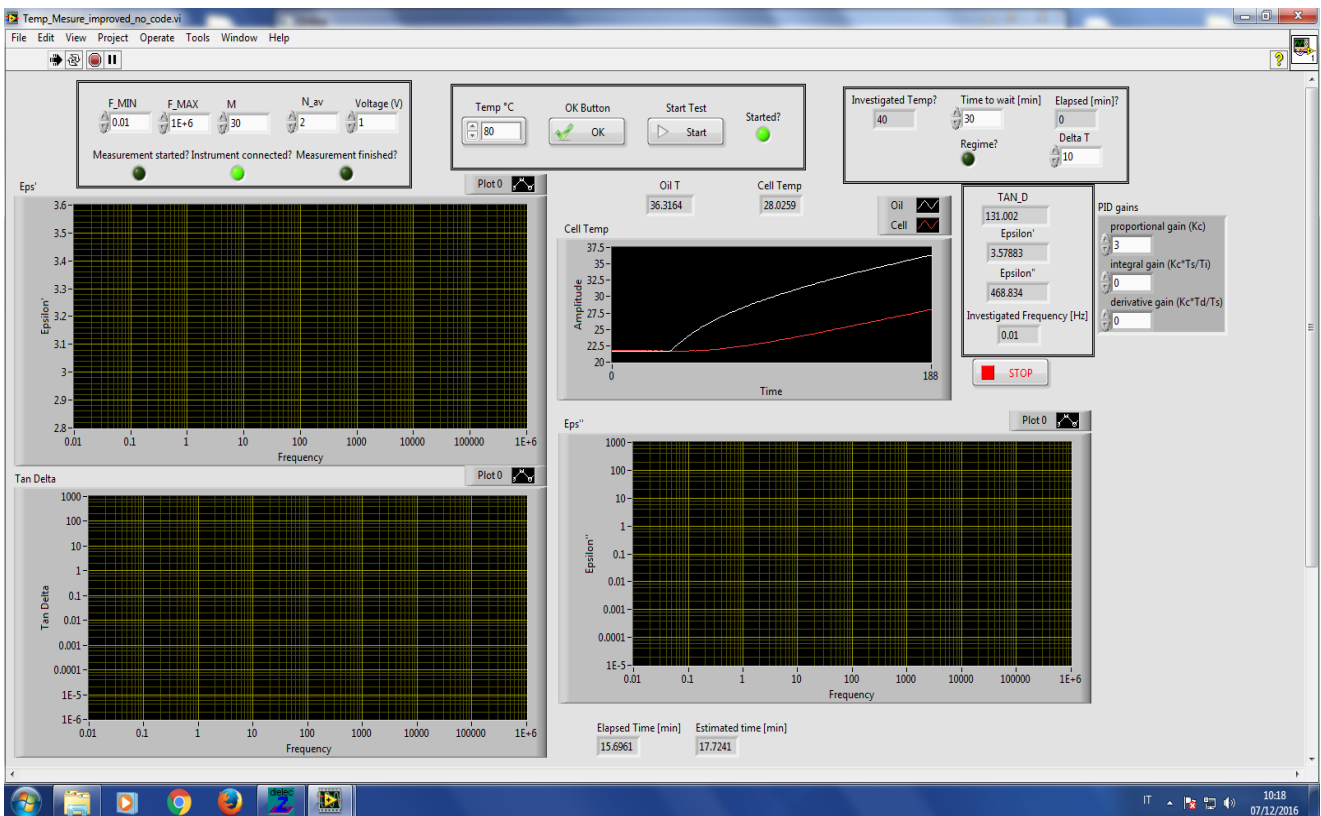 Temp_Mesure_improved_no_code.vi
File Edit View Project Operate Tools Window Help
F_MIN F_MAX M N_av Voltage (V)
0.01 1E+6 30 2 1
Measurement started? Instrument connected? Measurement finished?
Temp °C OK Button Start Test Started?
80 OK Start
Investigated Temp? Time to wait [min] Elapsed [min]?
40 30 0
Regime? Delta T
10
Eps'
Plot 0
3.6
3.5
3.4
3.3
3.2
3.1
3
2.9
2.8
Epsilon'
0.01 0.1 1 10 100 1000 10000 100000 1E+6
Frequency
Oil T Cell Temp
36.3164 28.0259
Oil
Cell
Cell Temp
37.5
35
32.5
30
27.5
25
22.5
20
Amplitude
0 188
Time
TAN_D
131.002
Epsilon'
3.57883
Epsilon"
468.834
Investigated Frequency [Hz]
0.01
STOP
PID gains
proportional gain (Kc)
3
integral gain (Kc*Ts/Ti)
0
derivative gain (Kc*Td/Ts)
0
Tan Delta
Plot 0
1000
100
10
1
0.1
0.01
0.001
0.0001
1E-5
1E-6
Tan Delta
0.01 0.1 1 10 100 1000 10000 100000 1E+6
Frequency
Eps"
Plot 0
1000
100
10
1
0.1
0.01
0.001
0.0001
1E-5
Epsilon"
0.01 0.1 1 10 100 1000 10000 100000 1E+6
Frequency
Elapsed Time [min] Estimated time [min]
15.6961 17.7241
dielec
Z
IT
10:18
07/12/2016